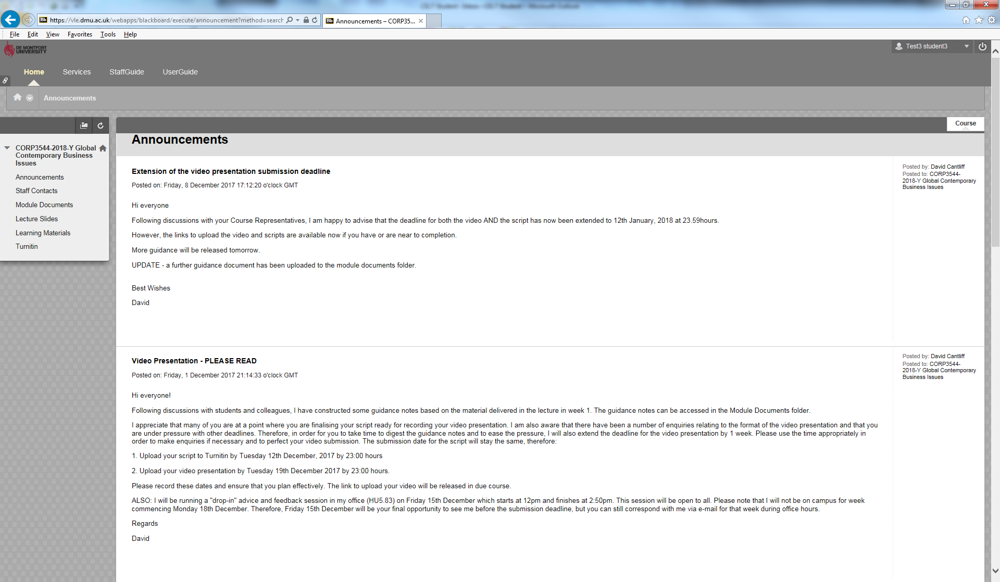 https://vle.dmu.ac.uk/webapps/blackboard/execute/announcement?method=search
Announcements – CORP35...
File Edit View Favorites Tools Help
DE MONTFORT
UNIVERSITY
Test3 student3
Home Services StaffGuide UserGuide
Announcements
Course
CORP3544-2018-Y Global
Contemporary Business
Issues
Announcements
Staff Contacts
Module Documents
Lecture Slides
Learning Materials
Turnitin
Announcements
Extension of the video presentation submission deadline
Posted on: Friday, 8 December 2017 17:12:20 o'clock GMT
Hi everyone
Following discussions with your Course Representatives, I am happy to advise that the deadline for both the video AND the script has now been extended to 12th January, 2018 at 23.59hours.
However, the links to upload the video and scripts are available now if you have or are near to completion.
More guidance will be released tomorrow.
UPDATE - a further guidance document has been uploaded to the module documents folder.
Best Wishes
David
Posted by: David Cantliff
Posted to: CORP3544-
2018-Y Global Contemporary
Business Issues
Video Presentation - PLEASE READ
Posted on: Friday, 1 December 2017 21:14:33 o'clock GMT
Hi everyone!
Following discussions with students and colleagues, I have constructed some guidance notes based on the material delivered in the lecture in week 1. The guidance notes can be accessed in the Module Documents folder.
I appreciate that many of you are at a point where you are finalising your script ready for recording your video presentation. I am also aware that there have been a number of enquiries relating to the format of the video presentation and that you
are under pressure with other deadlines. Therefore, in order for you to take time to digest the guidance notes and to ease the pressure, I will also extend the deadline for the video presentation by 1 week. Please use the time appropriately in
order to make enquiries if necessary and to perfect your video submission. The submission date for the script will stay the same, therefore:
1. Upload your script to Turnitin by Tuesday 12th December, 2017 by 23:00 hours
2. Upload your video presentation by Tuesday 19th December 2017 by 23:00 hours.
Please record these dates and ensure that you plan effectively. The link to upload your video will be released in due course.
ALSO: I will be running a "drop-in" advice and feedback session in my office (HU5.83) on Friday 15th December which starts at 12pm and finishes at 2:50pm. This session will be open to all. Please note that I will not be on campus for week
commencing Monday 18th December. Therefore, Friday 15th December will be your final opportunity to see me before the submission deadline, but you can still correspond with me via e-mail for that week during office hours.
Regards
David
Posted by: David Cantliff
Posted to: CORP3544-
2018-Y Global Contemporary
Business Issues